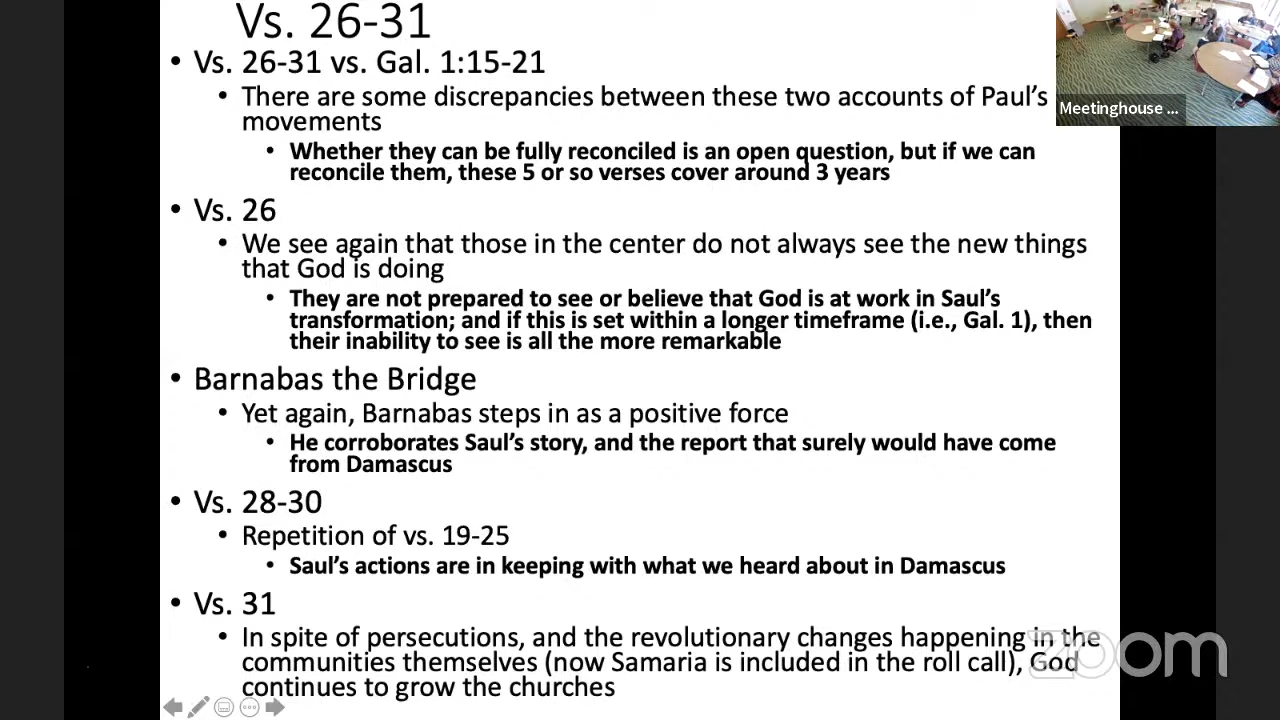 Vs. 26-31
• Vs. 26-31 vs. Gal. 1:15-21
• There are some discrepancies between these two accounts of Paul's
movements
• Whether they can be fully reconciled is an open question, but if we can
reconcile them, these 5 or so verses cover around 3 years
• Vs. 26
• We see again that those in the center do not always see the new things
that God is doing
• They are not prepared to see or believe that God is at work in Saul's
transformation; and if this is set within a longer timeframe (i.e., Gal. 1), then
their inability to see is all the more remarkable
• Barnabas the Bridge
• Yet again, Barnabas steps in as a positive force
• He corroborates Saul's story, and the report that surely would have come
from Damascus
• Vs. 28-30
• Repetition of vs. 19-25
• Saul's actions are in keeping with what we heard about in Damascus
• Vs. 31
• In spite of persecutions, and the revolutionary changes happening in the
communities themselves (now Samaria is included in the roll call), God
continues to grow the churches
Meetinghouse ...
zoom